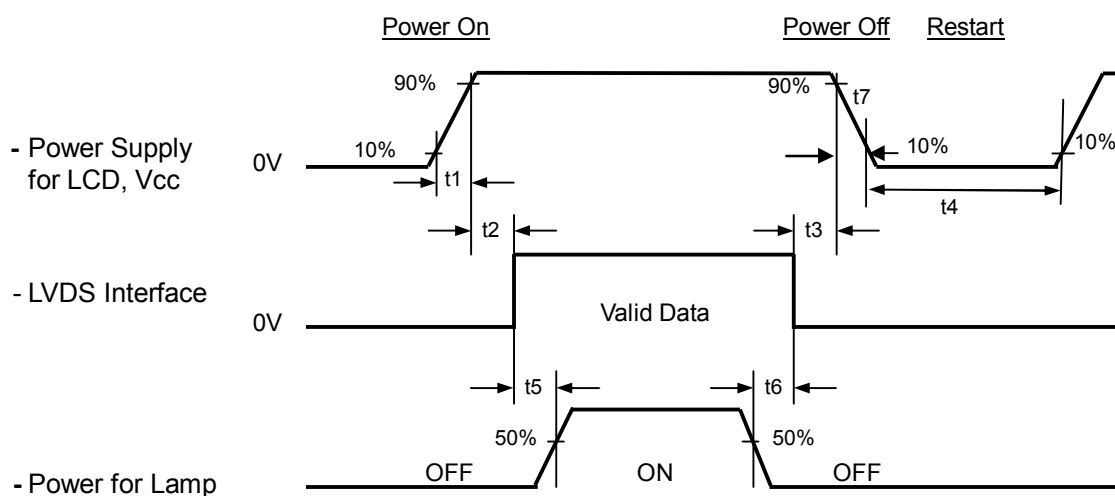 Power On
Power Off
Restart
90%
90%
t7
- Power Supply
for LCD, Vcc
0V
10%
10%
10%
t1
t4
t2
t3
- LVDS Interface
0V
Valid Data
t5
t6
50%
50%
- Power for Lamp
OFF
ON
OFF